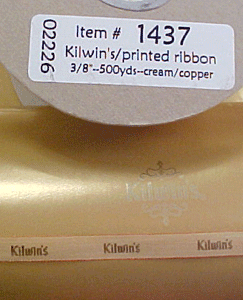 02226
Item # 1437
Kilwin's/printed ribbon
3/8"--500yds--cream/copper
Kilwin's
Kilwin's Kilwin's Kilwin's